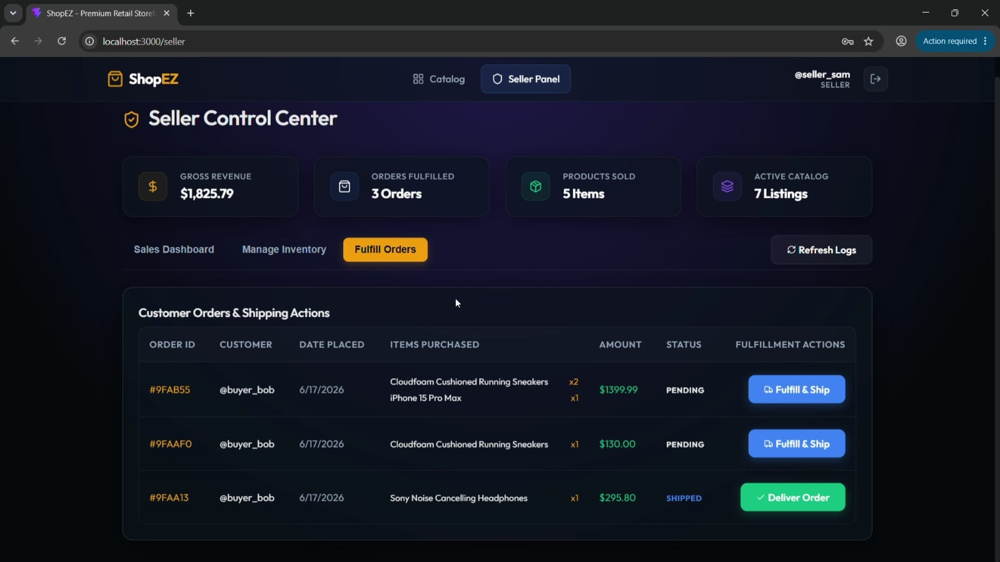 ShopEZ - Premium Retail Storef
localhost:3000/seller
Action required
ShopEZ
Catalog
Seller Panel
@seller_sam
SELLER
Seller Control Center
GROSS REVENUE
$1,825.79
ORDERS FULFILLED
3 Orders
PRODUCTS SOLD
5 Items
ACTIVE CATALOG
7 Listings
Sales Dashboard
Manage Inventory
Fulfill Orders
Refresh Logs
Customer Orders & Shipping Actions
ORDER ID CUSTOMER DATE PLACED ITEMS PURCHASED AMOUNT STATUS FULFILLMENT ACTIONS
#9FAB55 @buyer_bob 6/17/2026 Cloudfoam Cushioned Running Sneakers x2 $1399.99 PENDING Fulfill & Ship
iPhone 15 Pro Max x1
#9FAAF0 @buyer_bob 6/17/2026 Cloudfoam Cushioned Running Sneakers x1 $130.00 PENDING Fulfill & Ship
#9FAA13 @buyer_bob 6/17/2026 Sony Noise Cancelling Headphones x1 $295.80 SHIPPED Deliver Order